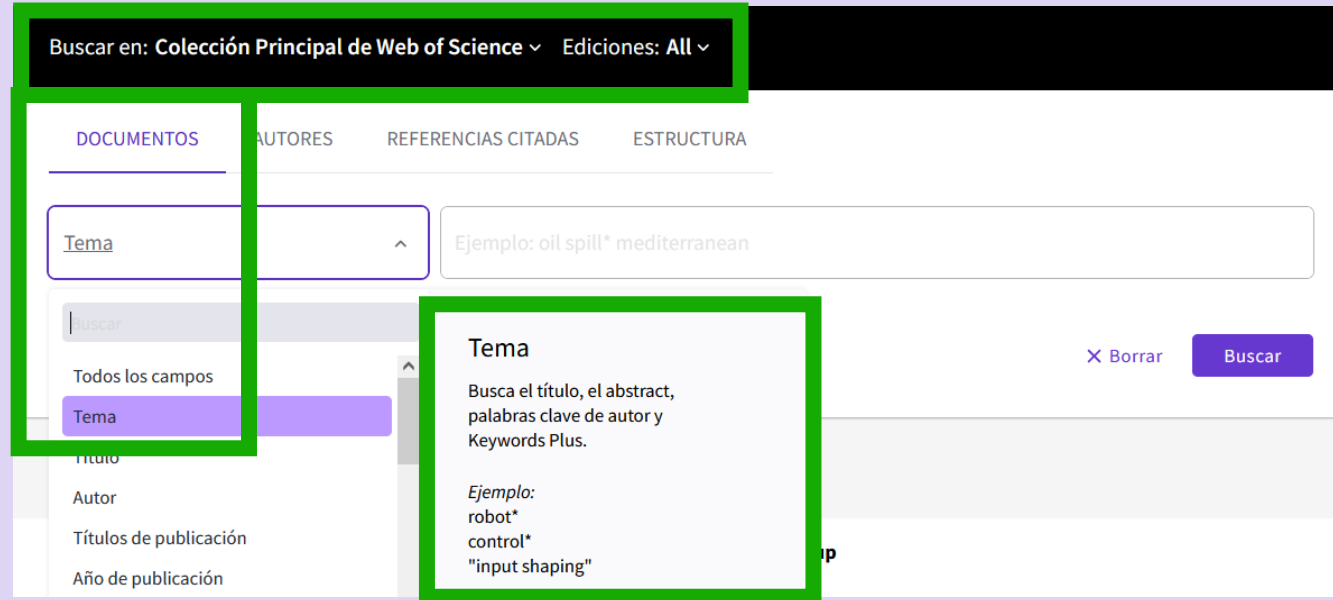 Buscar en: Colección Principal de Web of Science Ediciones: All
DOCUMENTOS AUTORES REFERENCIAS CITADAS ESTRUCTURA
Tema
Ejemplo: oil spill* mediterranean
Buscar
Todos los campos
Tema
Título
Autor
Títulos de publicación
Año de publicación
Tema
Busca el título, el abstract,
palabras clave de autor y
Keywords Plus.
Ejemplo:
robot*
control*
"input shaping"
× Borrar Buscar
up